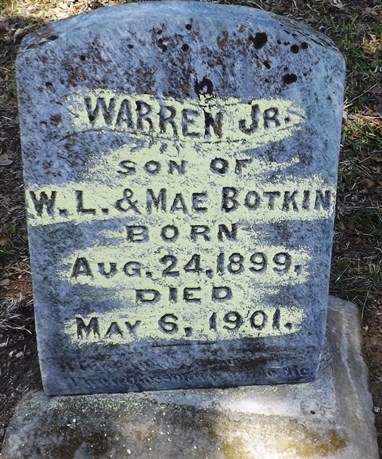 WARREN JR.
SON OF
W. L. & MAE BOTKIN
BORN
AUG. 24, 1899,
DIED
MAY 6, 1901.